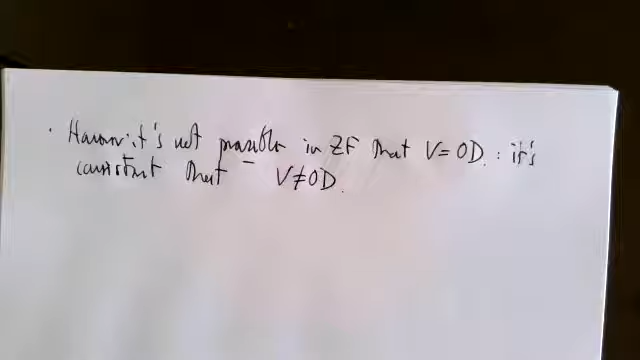 · However it's not provable in ZF that V=OD : it's
consistent that V≠OD.